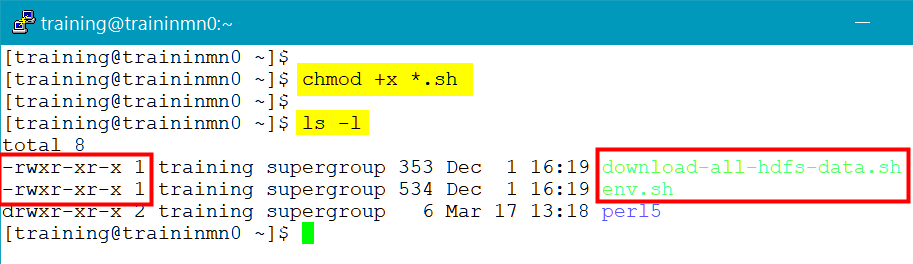 training@traininmn0:~
[training@traininmn0 ~]$
[training@traininmn0 ~]$ chmod +x *.sh
[training@traininmn0 ~]$
[training@traininmn0 ~]$ ls -l
total 8
-rwxr-xr-x 1 training supergroup 353 Dec  1 16:19 download-all-hdfs-data.sh
-rwxr-xr-x 1 training supergroup 534 Dec  1 16:19 env.sh
drwxr-xr-x 2 training supergroup   6 Mar 17 13:18 perl5
[training@traininmn0 ~]$